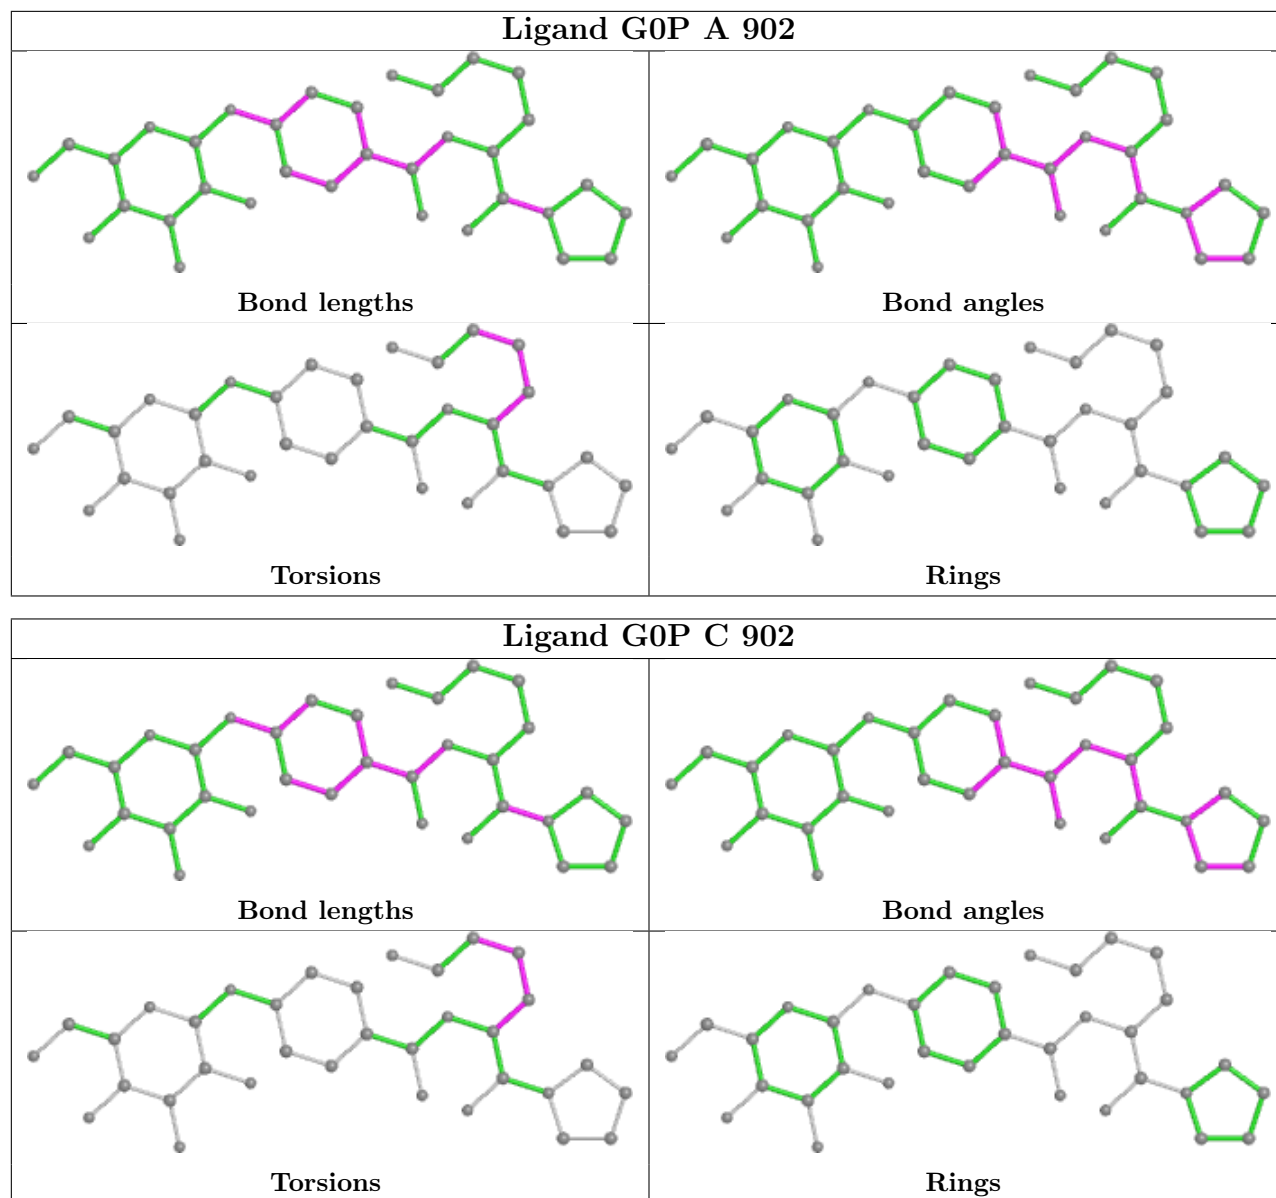 Ligand G0P A 902
Bond lengths
Bond angles
Torsions
Rings
Ligand G0P C 902
Bond lengths
Bond angles
Torsions
Rings